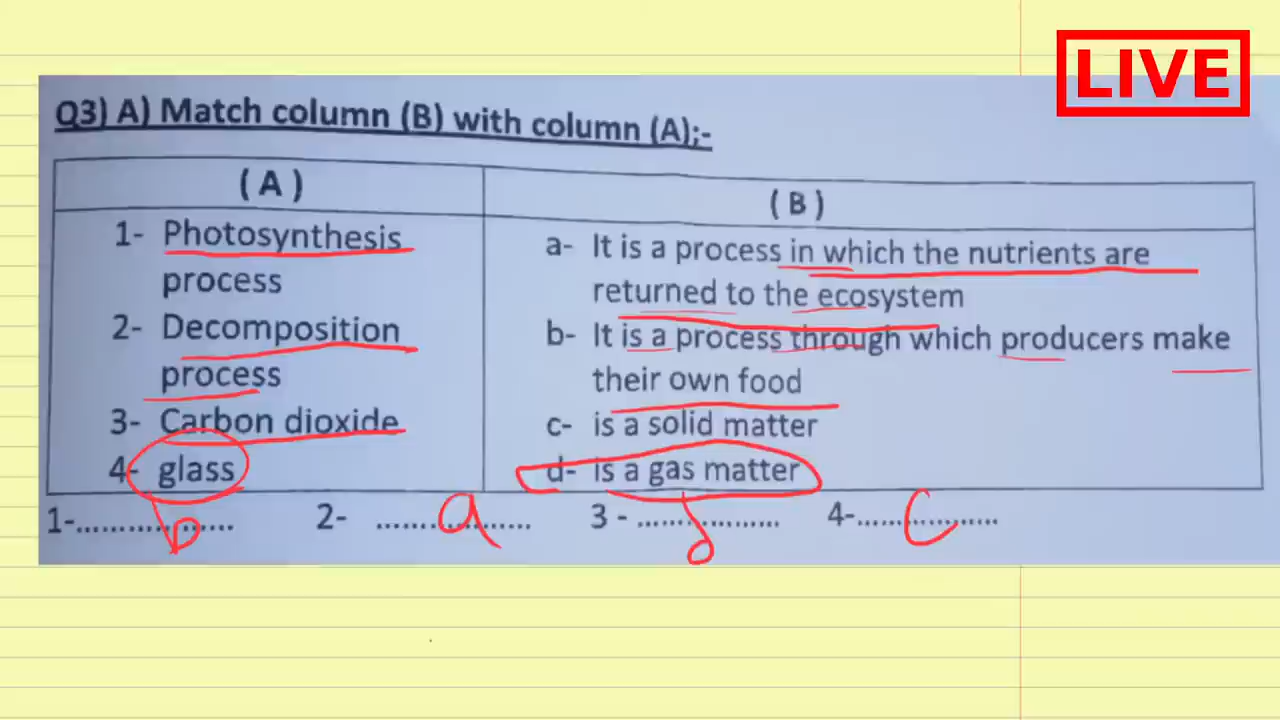 LIVE
Q3) A) Match column (B) with column (A);-
( A )
( B )
1- Photosynthesis
process
2- Decomposition
process
3- Carbon dioxide
4- glass
a- It is a process in which the nutrients are
returned to the ecosystem
b- It is a process through which producers make
their own food
c- is a solid matter
d- is a gas matter
1-.................... 2- .................... 3 - .................... 4-....................
b a d c